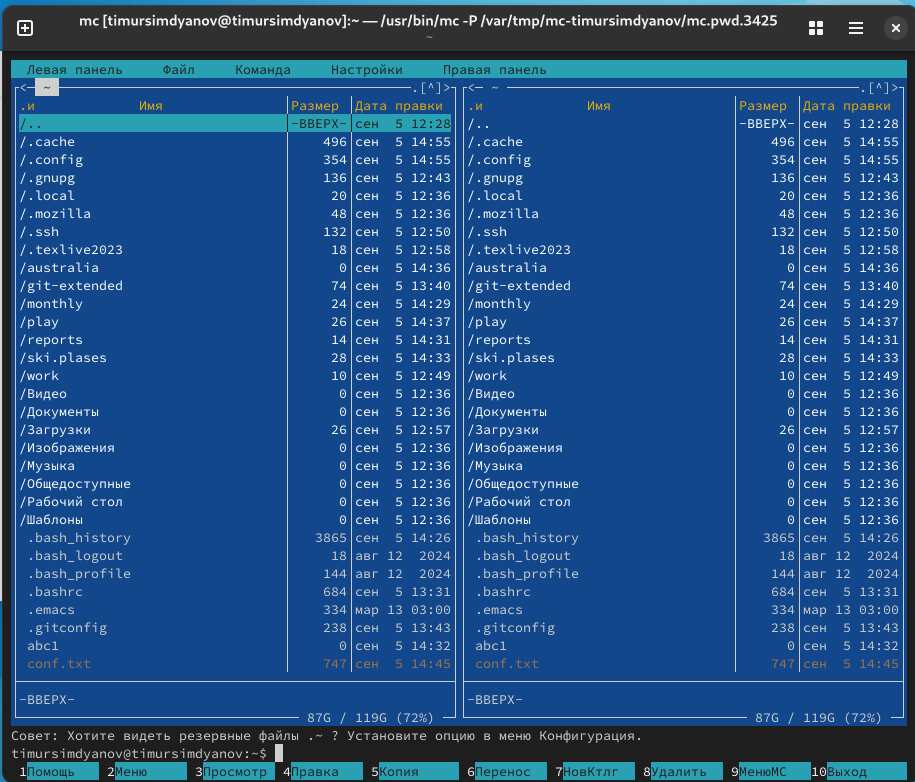 mc [timursimdyanov@timursimdyanov]:~ — /usr/bin/mc -P /var/tmp/mc-timursimdyanov/mc.pwd.3425
~
Левая панель Файл Команда Настройки Правая панель
<─ ~ .[^]> <─ ~ .[^]>
.и Имя Размер Дата правки .и Имя Размер Дата правки
/.. -ВВЕРХ- сен 5 12:28 /.. -ВВЕРХ- сен 5 12:28
/.cache 496 сен 5 14:55 /.cache 496 сен 5 14:55
/.config 354 сен 5 14:55 /.config 354 сен 5 14:55
/.gnupg 136 сен 5 12:43 /.gnupg 136 сен 5 12:43
/.local 20 сен 5 12:36 /.local 20 сен 5 12:36
/.mozilla 48 сен 5 12:36 /.mozilla 48 сен 5 12:36
/.ssh 132 сен 5 12:50 /.ssh 132 сен 5 12:50
/.texlive2023 18 сен 5 12:58 /.texlive2023 18 сен 5 12:58
/australia 0 сен 5 14:36 /australia 0 сен 5 14:36
/git-extended 74 сен 5 13:40 /git-extended 74 сен 5 13:40
/monthly 24 сен 5 14:29 /monthly 24 сен 5 14:29
/play 26 сен 5 14:37 /play 26 сен 5 14:37
/reports 14 сен 5 14:31 /reports 14 сен 5 14:31
/ski.plases 28 сен 5 14:33 /ski.plases 28 сен 5 14:33
/work 10 сен 5 12:49 /work 10 сен 5 12:49
/Видео 0 сен 5 12:36 /Видео 0 сен 5 12:36
/Документы 0 сен 5 12:36 /Документы 0 сен 5 12:36
/Загрузки 26 сен 5 12:57 /Загрузки 26 сен 5 12:57
/Изображения 0 сен 5 12:36 /Изображения 0 сен 5 12:36
/Музыка 0 сен 5 12:36 /Музыка 0 сен 5 12:36
/Общедоступные 0 сен 5 12:36 /Общедоступные 0 сен 5 12:36
/Рабочий стол 0 сен 5 12:36 /Рабочий стол 0 сен 5 12:36
/Шаблоны 0 сен 5 12:36 /Шаблоны 0 сен 5 12:36
.bash_history 3865 сен 5 14:26 .bash_history 3865 сен 5 14:26
.bash_logout 18 авг 12 2024 .bash_logout 18 авг 12 2024
.bash_profile 144 авг 12 2024 .bash_profile 144 авг 12 2024
.bashrc 684 сен 5 13:31 .bashrc 684 сен 5 13:31
.emacs 334 мар 13 03:00 .emacs 334 мар 13 03:00
.gitconfig 238 сен 5 13:43 .gitconfig 238 сен 5 13:43
abc1 0 сен 5 14:32 abc1 0 сен 5 14:32
conf.txt 747 сен 5 14:45 conf.txt 747 сен 5 14:45
-ВВЕРХ- -ВВЕРХ-
87G / 119G (72%) 87G / 119G (72%)
Совет: Хотите видеть резервные файлы .~ ? Установите опцию в меню Конфигурация.
timursimdyanov@timursimdyanov:~$
1Помощь 2Меню 3Просмотр 4Правка 5Копия 6Перенос 7НовКтлг 8Удалить 9МенюMC 10Выход